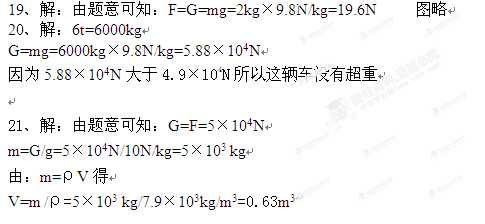 19、解：由题意可知：F=G=mg=2kg×9.8N/kg=19.6N 图略
20、解：6t=6000kg
G=mg=6000kg×9.8N/kg=5.88×10⁴N
因为 5.88×10⁴N 大于 4.9×10⁴N 所以这辆车没有超重
21、解：由题意可知：G=F=5×10⁴N
m=G/g=5×10⁴N/10N/kg=5×10³ kg
由：m=ρV 得
V=m /ρ=5×10³ kg/7.9×10³kg/m³=0.63m³